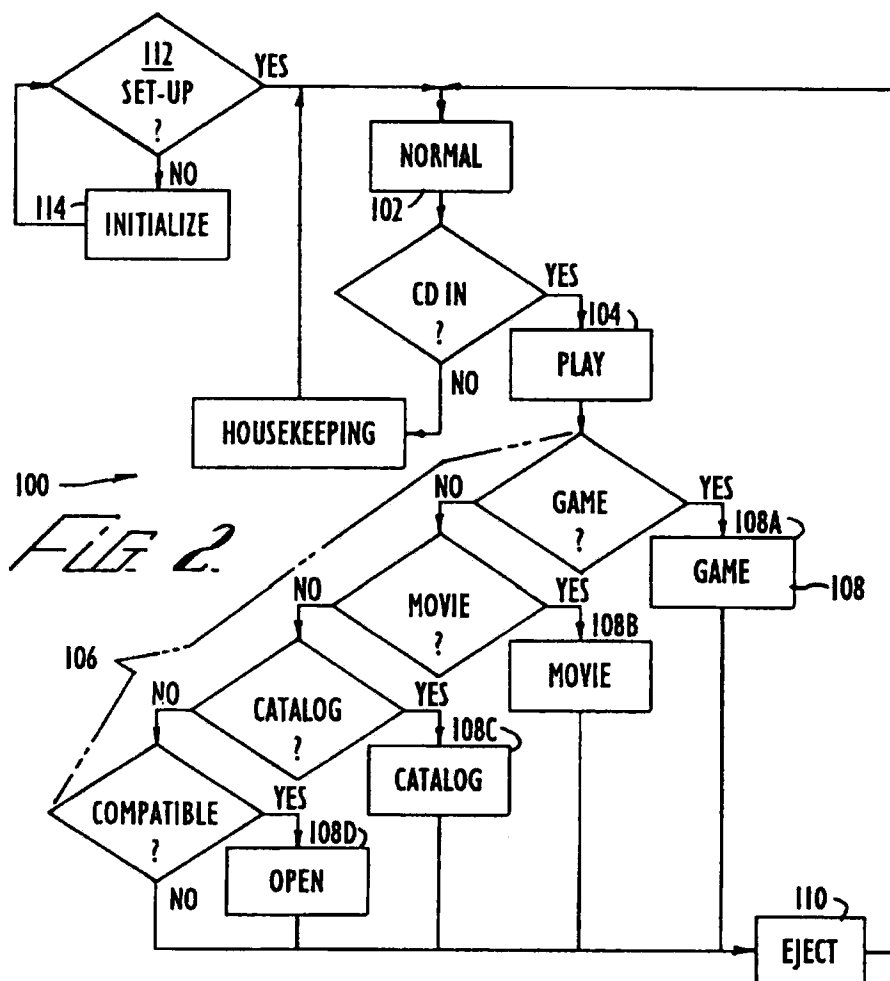 112
SET-UP
?
YES
NO
114
INITIALIZE
NORMAL
102
CD IN
?
YES
NO
104
PLAY
HOUSEKEEPING
100
FIG. 2.
GAME
?
NO
YES
108A
GAME
108
MOVIE
?
NO
YES
108B
MOVIE
106
CATALOG
?
NO
YES
108C
CATALOG
COMPATIBLE
?
YES
NO
108D
OPEN
110
EJECT